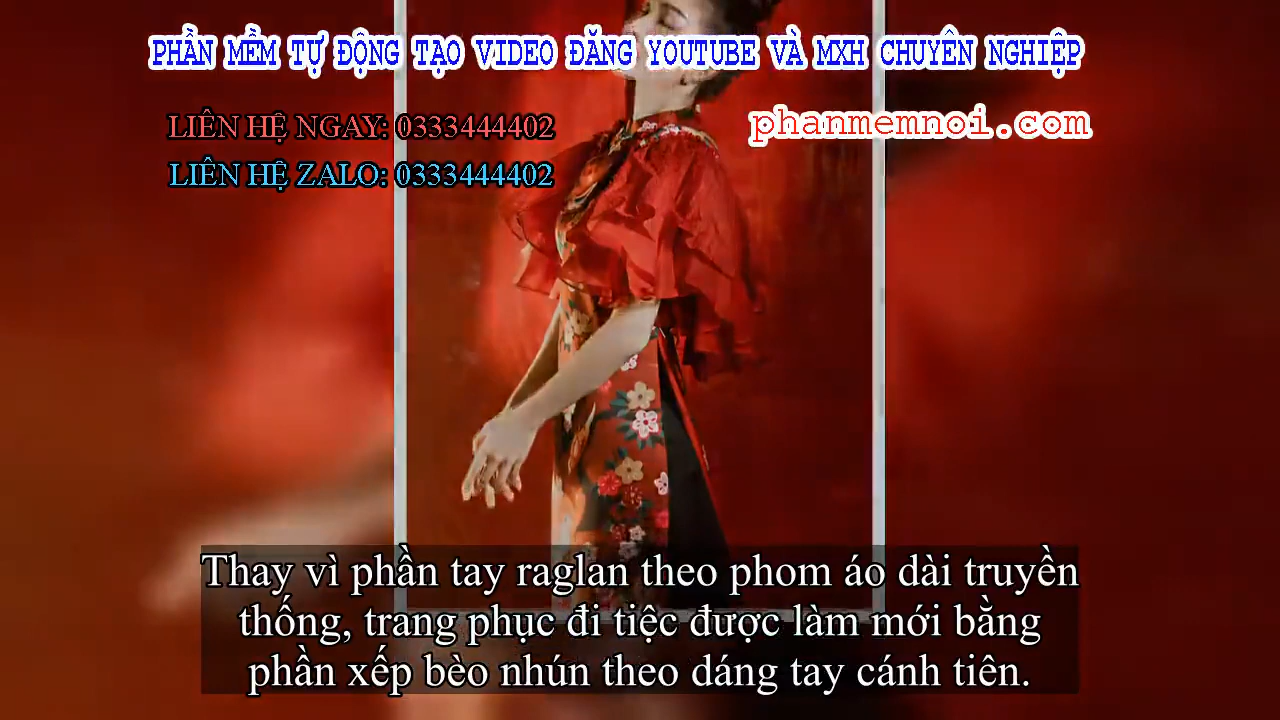 PHẦN MỀM TỰ ĐỘNG TẠO VIDEO ĐĂNG YOUTUBE VÀ MXH CHUYÊN NGHIỆP
LIÊN HỆ NGAY: 0333444402
phanmemnoi.com
LIÊN HỆ ZALO: 0333444402
Thay vì phần tay raglan theo phom áo dài truyền
thống, trang phục đi tiệc được làm mới bằng
phần xếp bèo nhún theo dáng tay cánh tiên.